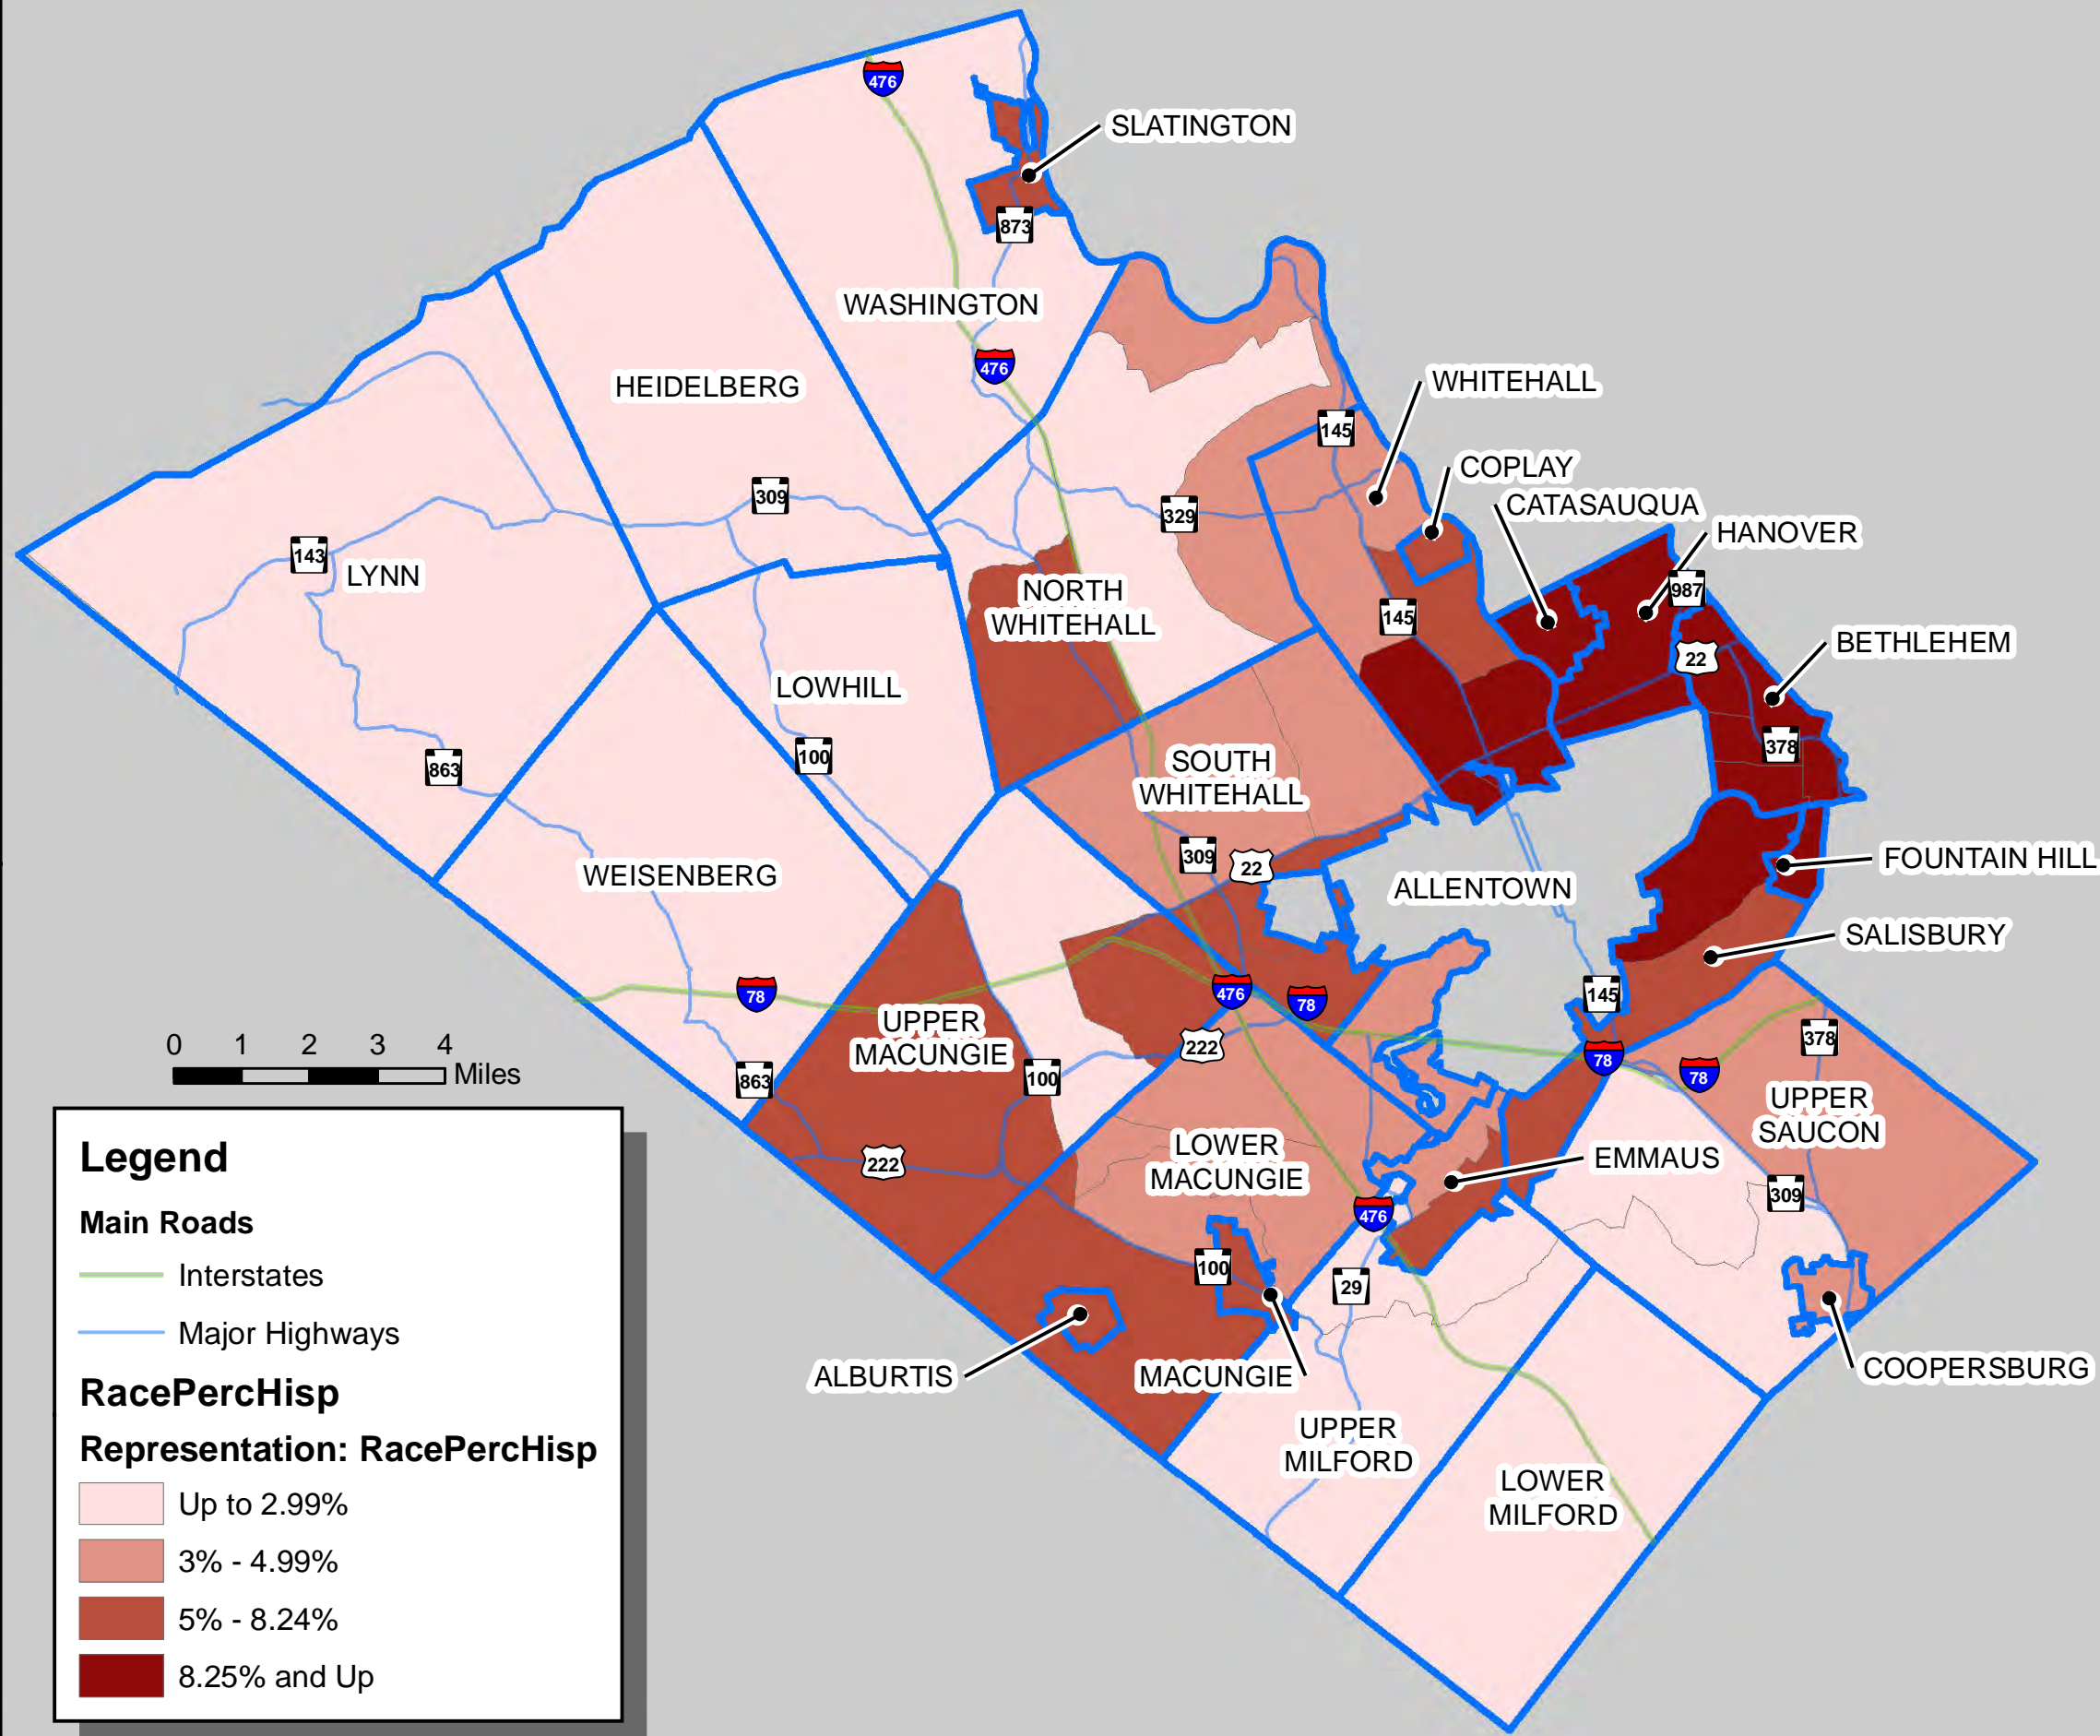 476
SLATINGTON
873
WASHINGTON
476
HEIDELBERG
WHITEHALL
145
COPLAY
309
CATASAUQUA
329
HANOVER
143
LYNN
987
NORTH
WHITEHALL
145
BETHLEHEM
22
LOWHILL
378
100
863
SOUTH
WHITEHALL
309
22
FOUNTAIN HILL
WEISENBERG
ALLENTOWN
SALISBURY
78
476
78
145
UPPER
MACUNGIE
222
378
0 1 2 3 4
Miles
863
100
78
78
UPPER
SAUCON
LOWER
MACUNGIE
EMMAUS
222
309
476
100
29
ALBURTIS
MACUNGIE
COOPERSBURG
UPPER
MILFORD
LOWER
MILFORD
Legend
Main Roads
Interstates
Major Highways
RacePercHisp
Representation: RacePercHisp
Up to 2.99%
3% - 4.99%
5% - 8.24%
8.25% and Up